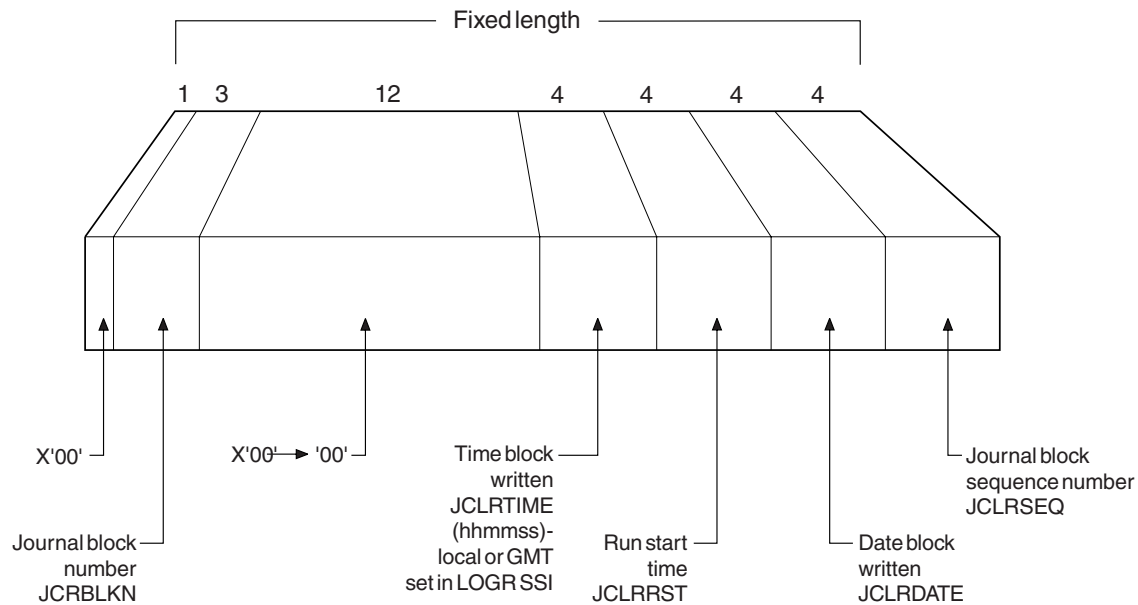 Fixed length
1 3 12 4 4 4 4
X'00'
X'00' '00'
Time block
written
JCLRTIME
(hhmmss)-
local or GMT
set in LOGR SSI
Journal block
sequence number
JCLRSEQ
Journal block
number
JCRBLKN
Run start
time
JCLRRST
Date block
written
JCLRDATE